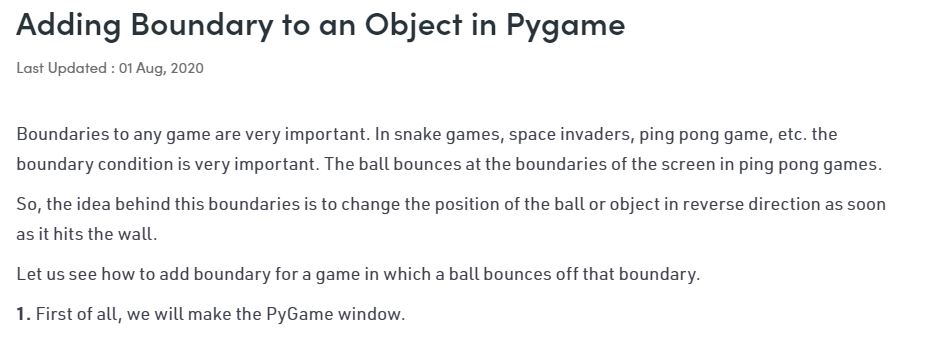 Adding Boundary to an Object in Pygame
Last Updated : 01 Aug, 2020
Boundaries to any game are very important. In snake games, space invaders, ping pong game, etc. the
boundary condition is very important. The ball bounces at the boundaries of the screen in ping pong games.
So, the idea behind this boundaries is to change the position of the ball or object in reverse direction as soon
as it hits the wall.
Let us see how to add boundary for a game in which a ball bounces off that boundary.
1. First of all, we will make the PyGame window.